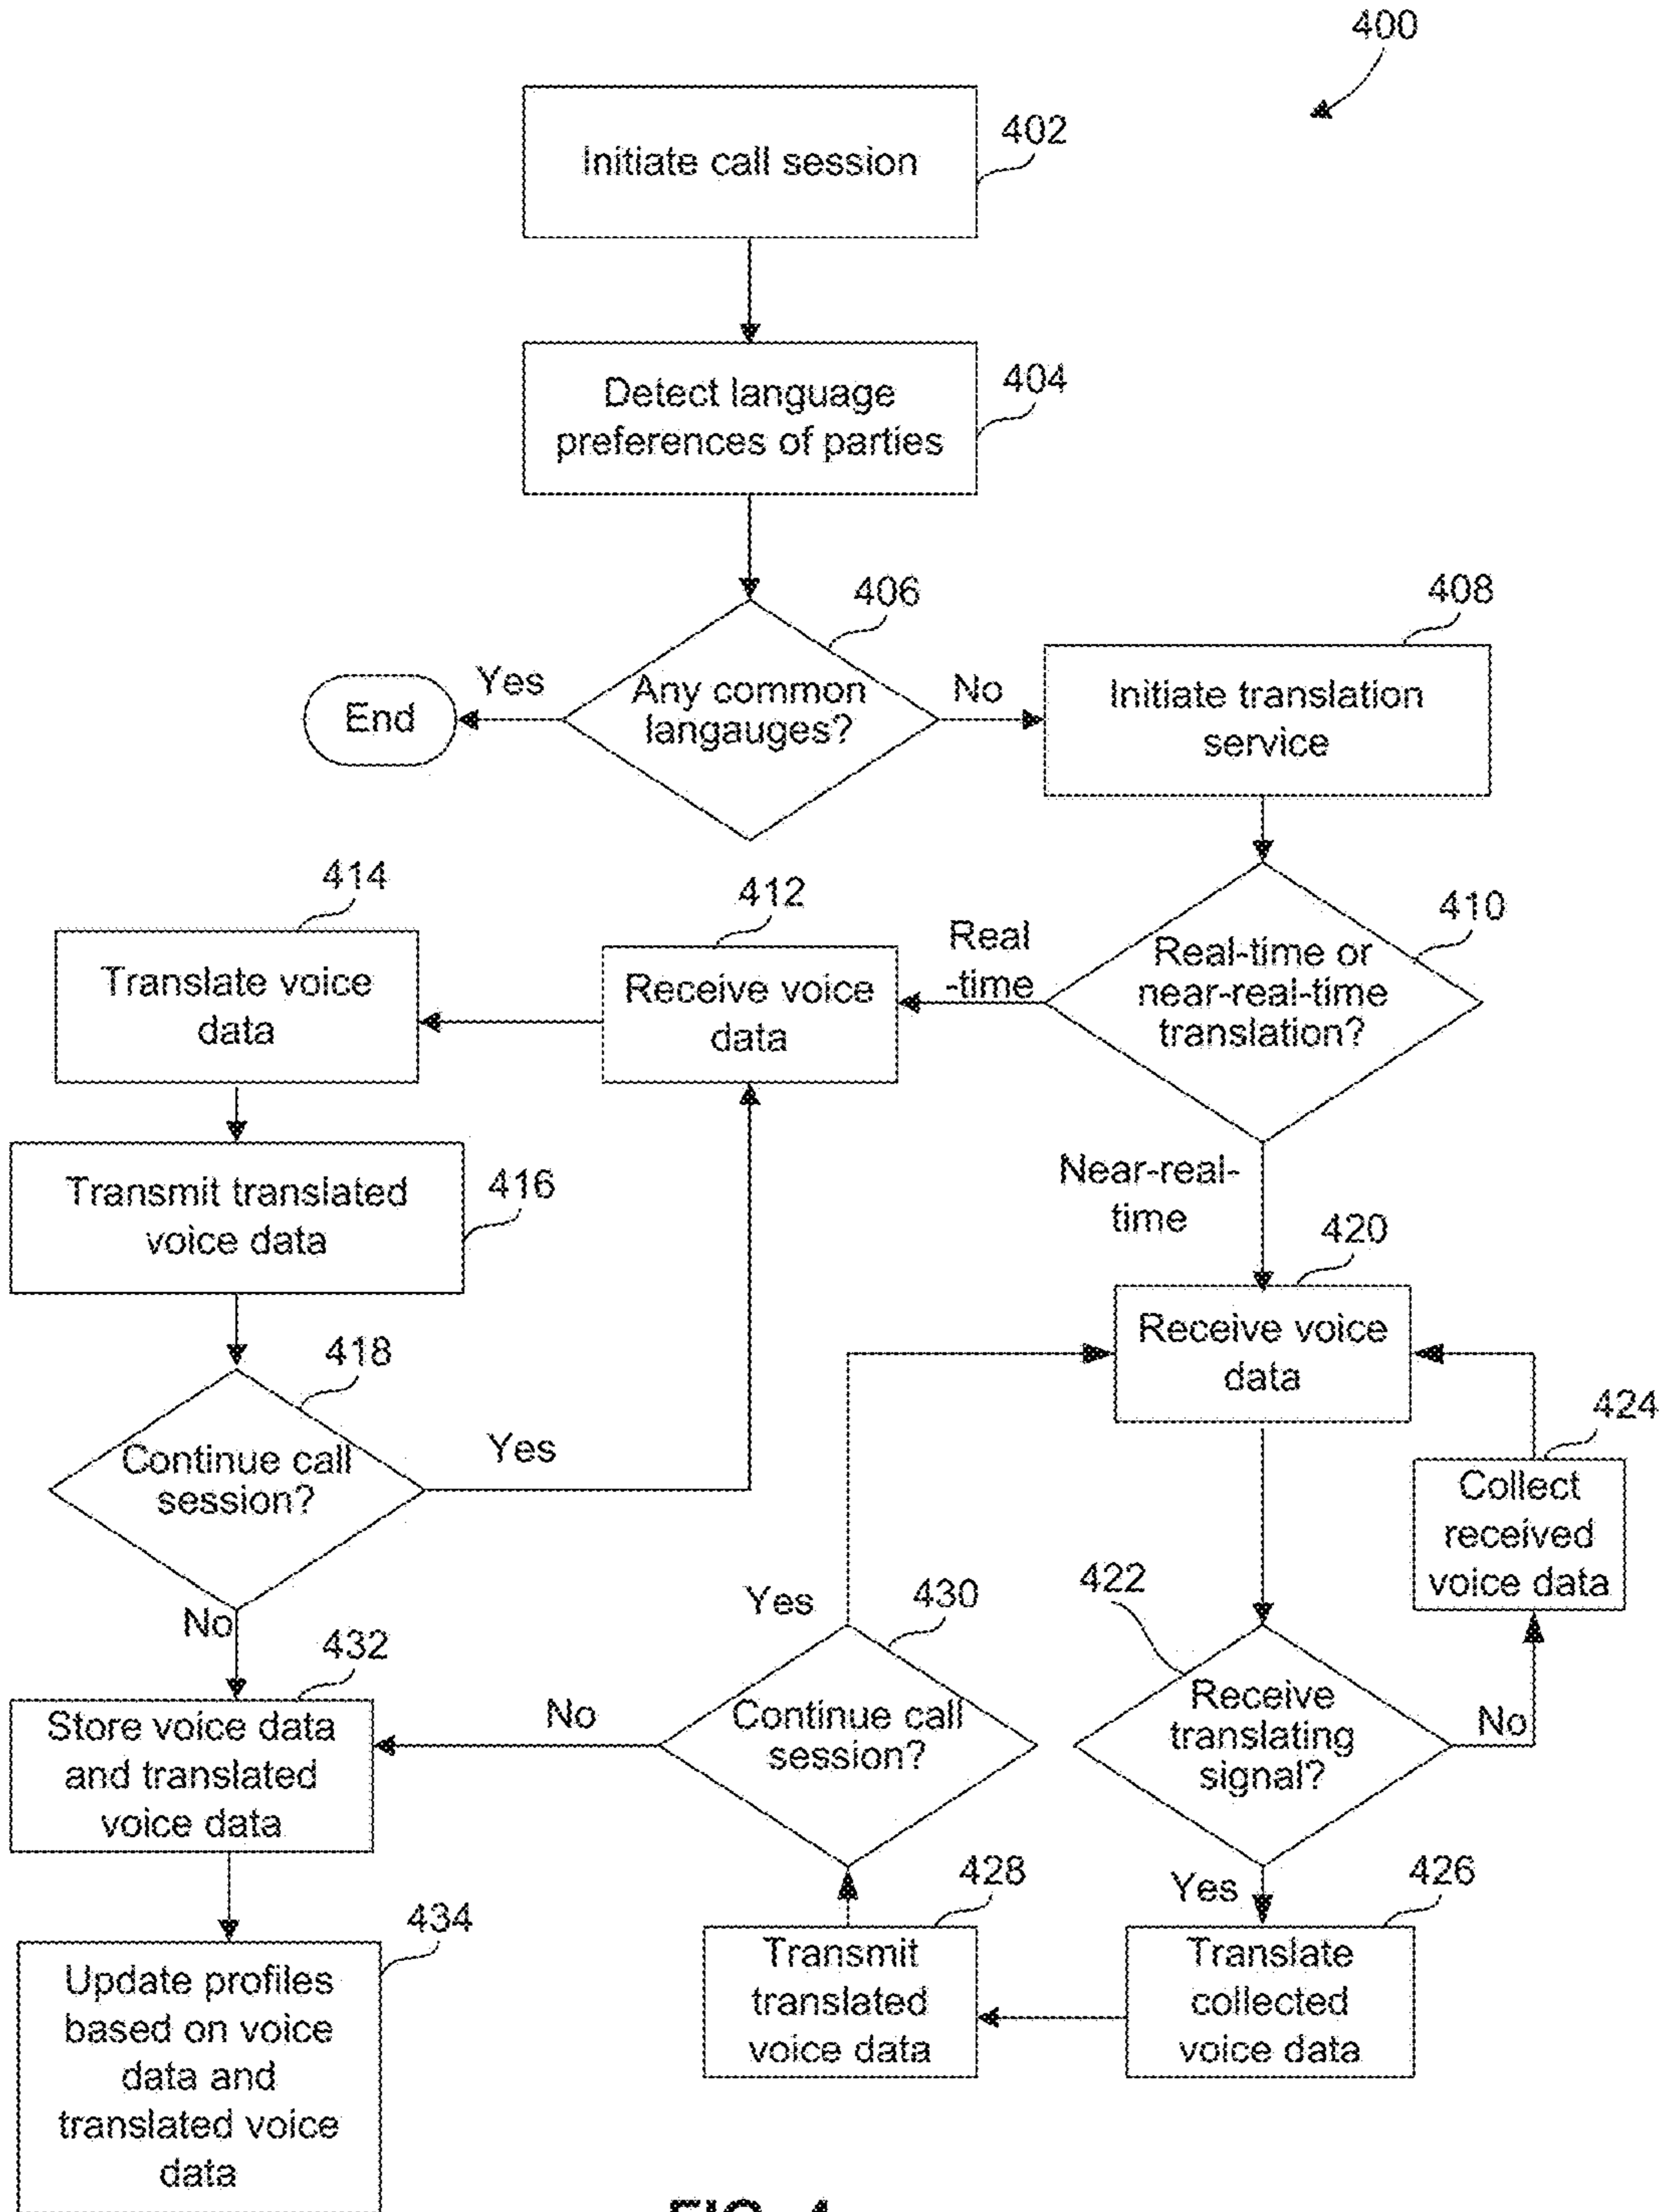 400
402
Initiate call session
404
Detect language
preferences of parties
406
408
Yes
No
End
Any common
langauges?
Initiate translation
service
414
412
410
Real
-time
Translate voice
data
Receive voice
data
Real-time or
near-real-time
translation?
416
Transmit translated
voice data
Near-real-
time
420
Receive voice
data
418
Continue call
session?
Yes
424
Collect
received
voice data
No
Yes
430
422
432
Store voice data
and translated
voice data
No
Continue call
session?
Receive
translating
signal?
No
434
428
Yes
426
Update profiles
based on voice
data and
translated voice
data
Transmit
translated
voice data
Translate
collected
voice data